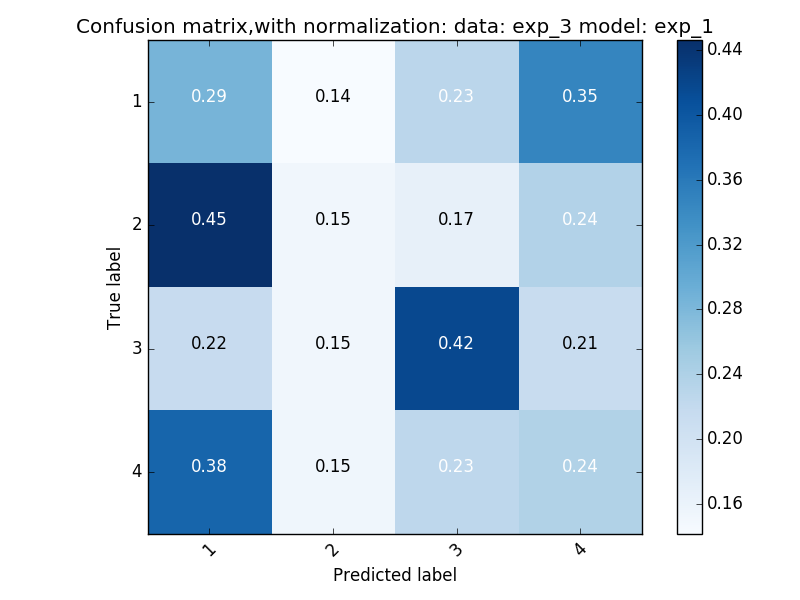 Confusion matrix,with normalization: data: exp_3 model: exp_1
1 0.29 0.14 0.23 0.35
2 0.45 0.15 0.17 0.24
3 0.22 0.15 0.42 0.21
4 0.38 0.15 0.23 0.24
1 2 3 4
True label
Predicted label
0.44
0.40
0.36
0.32
0.28
0.24
0.20
0.16